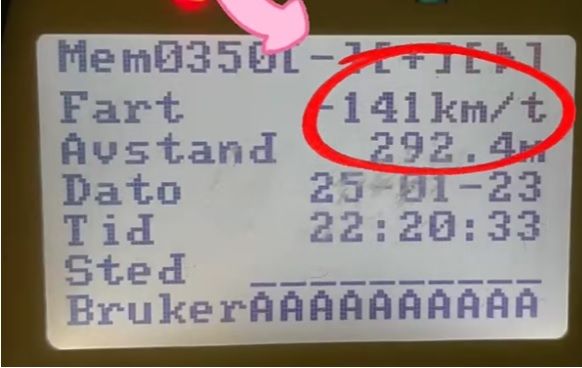 Mem0350[-][+][▶]
Fart -141km/t
Avstand 292.4m
Dato 25-01-23
Tid 22:20:33
Sted __________
BrukerAAAAAAAAAA